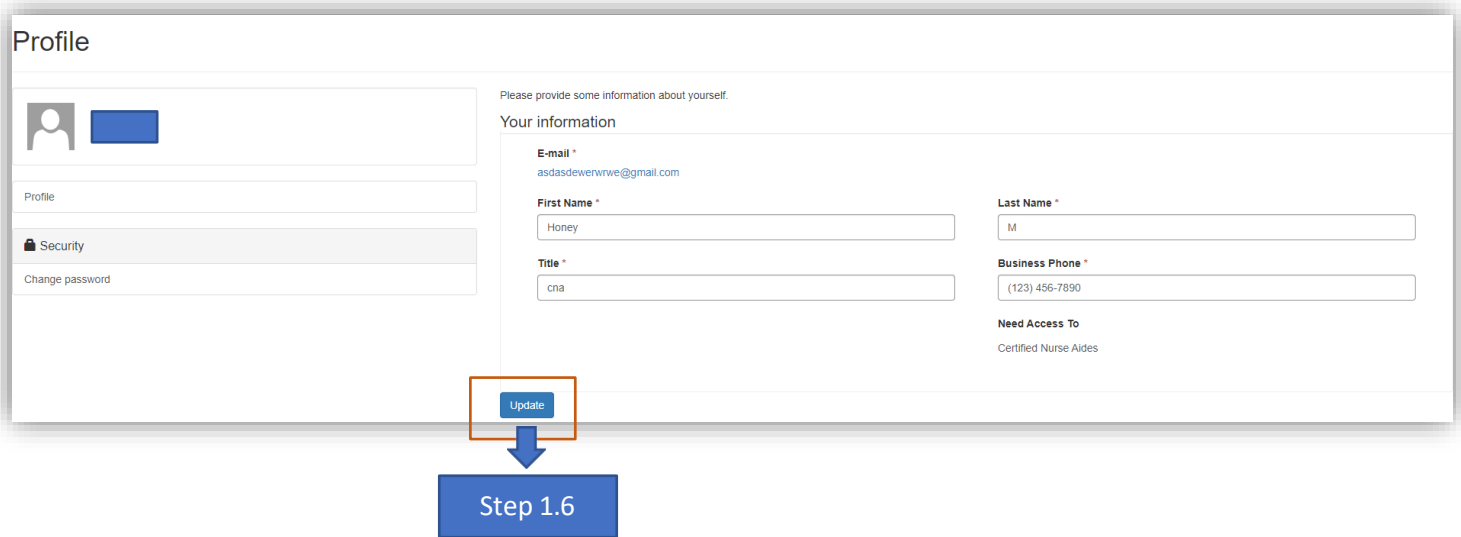 Profile
Profile
Security
Change password
Please provide some information about yourself.
Your information
E-mail *
asdasdewerwrwe@gmail.com
First Name *
Last Name *
Honey
M
Title *
Business Phone *
cna
(123) 456-7890
Need Access To
Certified Nurse Aides
Update
Step 1.6